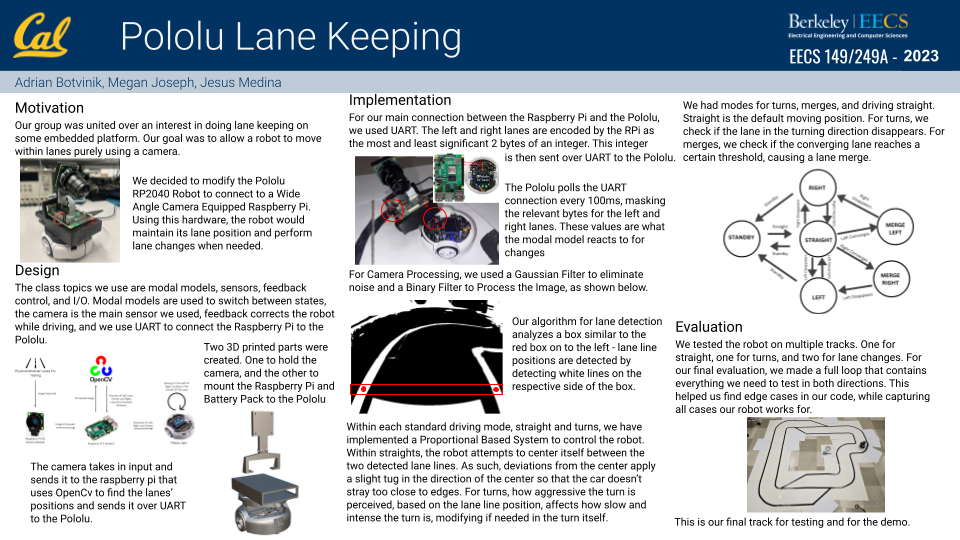 Cal
Pololu Lane Keeping
Berkeley EECS
Electrical Engineering and Computer Sciences
EECS 149/249A - 2023
Adrian Botvinik, Megan Joseph, Jesus Medina
Motivation
Our group was united over an interest in doing lane keeping on
some embedded platform. Our goal was to allow a robot to move
within lanes purely using a camera.
We decided to modify the Pololu
RP2040 Robot to connect to a Wide
Angle Camera Equipped Raspberry Pi.
Using this hardware, the robot would
maintain its lane position and perform
lane changes when needed.
Design
The class topics we use are modal models, sensors, feedback
control, and I/O. Modal models are used to switch between states,
the camera is the main sensor we used, feedback corrects the robot
while driving, and we use UART to connect the Raspberry Pi to the
Pololu.
OpenCV
Two 3D printed parts were
created. One to hold the
camera, and the other to
mount the Raspberry Pi and
Battery Pack to the Pololu
The camera takes in input and
sends it to the raspberry pi that
uses OpenCv to find the lanes'
positions and sends it over UART
to the Pololu.
Implementation
For our main connection between the Raspberry Pi and the Pololu,
we used UART. The left and right lanes are encoded by the RPi as
the most and least significant 2 bytes of an integer. This integer
is then sent over UART to the Pololu.
The Pololu polls the UART
connection every 100ms, masking
the relevant bytes for the left and
right lanes. These values are what
the modal model reacts to for
changes
For Camera Processing, we used a Gaussian Filter to eliminate
noise and a Binary Filter to Process the Image, as shown below.
Our algorithm for lane detection
analyzes a box similar to the
red box on to the left - lane line
positions are detected by
detecting white lines on the
respective side of the box.
Within each standard driving mode, straight and turns, we have
implemented a Proportional Based System to control the robot.
Within straights, the robot attempts to center itself between the
two detected lane lines. As such, deviations from the center apply
a slight tug in the direction of the center so that the car doesn't
stray too close to edges. For turns, how aggressive the turn is
perceived, based on the lane line position, affects how slow and
intense the turn is, modifying if needed in the turn itself.
We had modes for turns, merges, and driving straight.
Straight is the default moving position. For turns, we
check if the lane in the turning direction disappears. For
merges, we check if the converging lane reaches a
certain threshold, causing a lane merge.
RIGHT
STANDBY
STRAIGHT
MERGE
LEFT
MERGE
RIGHT
LEFT
Standby
Straight
Standby
Standby
Left Converges
Right Converges
Left Disappears
Evaluation
We tested the robot on multiple tracks. One for
straight, one for turns, and two for lane changes. For
our final evaluation, we made a full loop that contains
everything we need to test in both directions. This
helped us find edge cases in our code, while capturing
all cases our robot works for.
This is our final track for testing and for the demo.